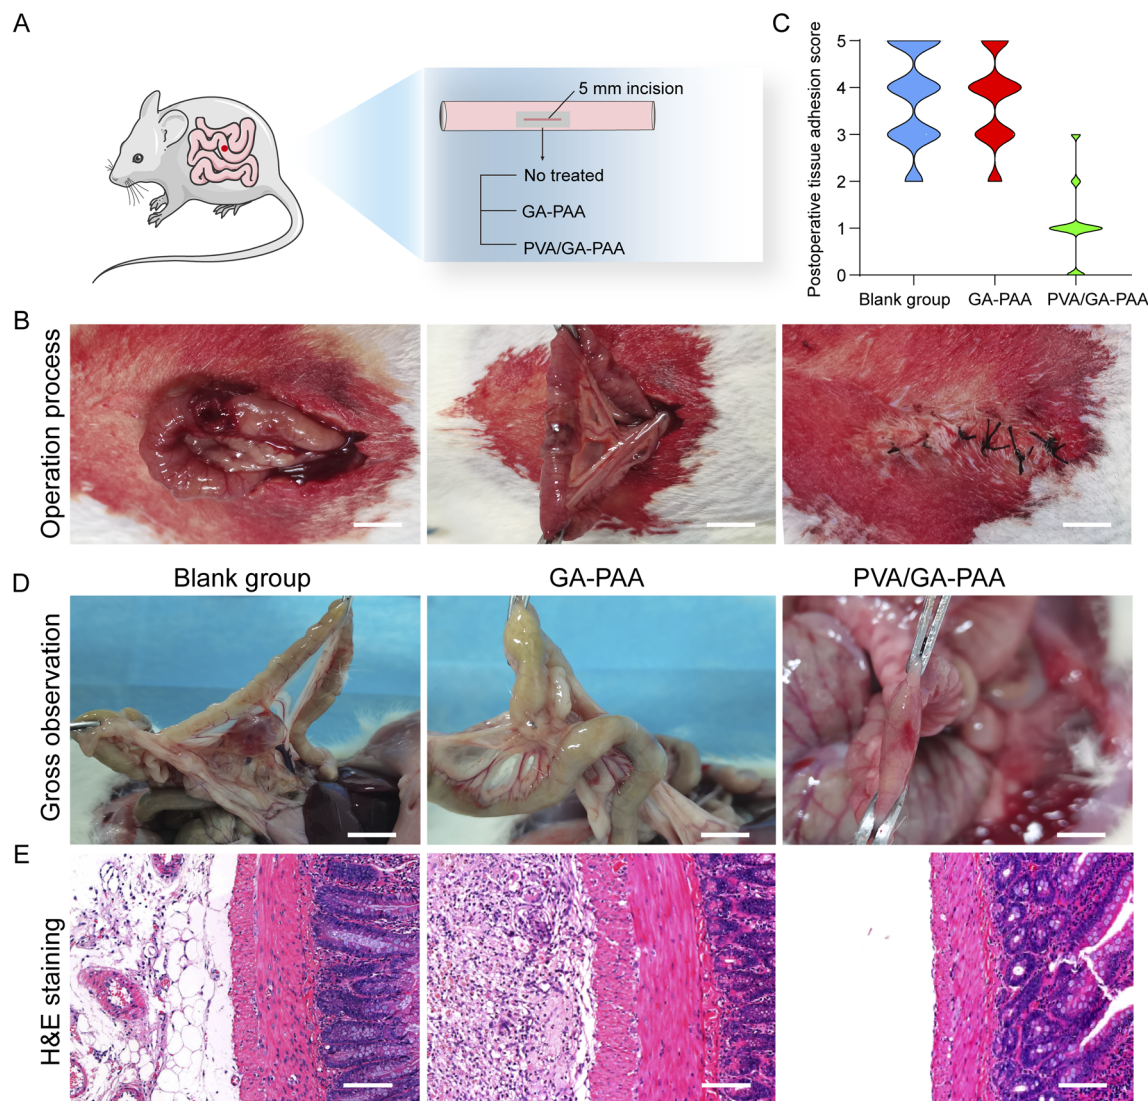 A
5 mm incision
No treated
GA-PAA
PVA/GA-PAA
C
Postoperative tissue adhesion score
5
4
3
2
1
0
Blank group
GA-PAA
PVA/GA-PAA
B
Operation process
D
Blank group
GA-PAA
PVA/GA-PAA
Gross observation
E
H&E staining